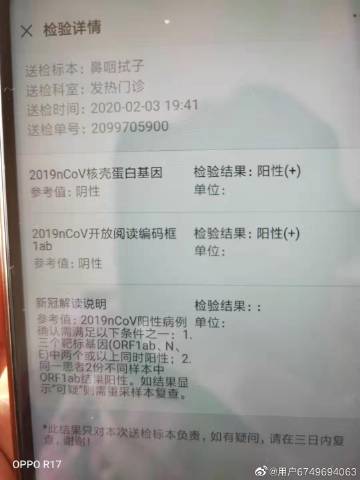 × 检验详情
送检标本：鼻咽拭子
送检科室：发热门诊
送检时间：2020-02-03 19:41
送检单号：2099705900
2019nCoV核壳蛋白基因 检验结果：阳性(+)
参考值：阴性 单位：
2019nCoV开放阅读编码框 检验结果：阳性(+)
1ab 单位：
参考值：阴性
新冠解读说明 检验结果：：
参考值：2019nCoV阳性病例 单位：
确认需满足以下条件之一：1.
三个靶标基因(ORF1ab、N、
E)中两个或以上同时阳性；2.
同一患者2份不同样本中
ORF1ab结果阳性。如结果显
示"可疑"则需重采样本复查。
*此结果只对本次送检标本负责，如有疑问，请在三日内复
查，谢谢！
OPPO R17
@用户6749694063